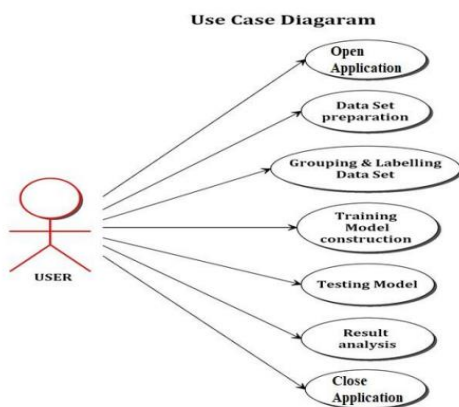 Use Case Diagaram
Open
Application
Data Set
preparation
Grouping & Labelling
Data Set
Training
Model
construction
USER
Testing Model
Result
analysis
Close
Application